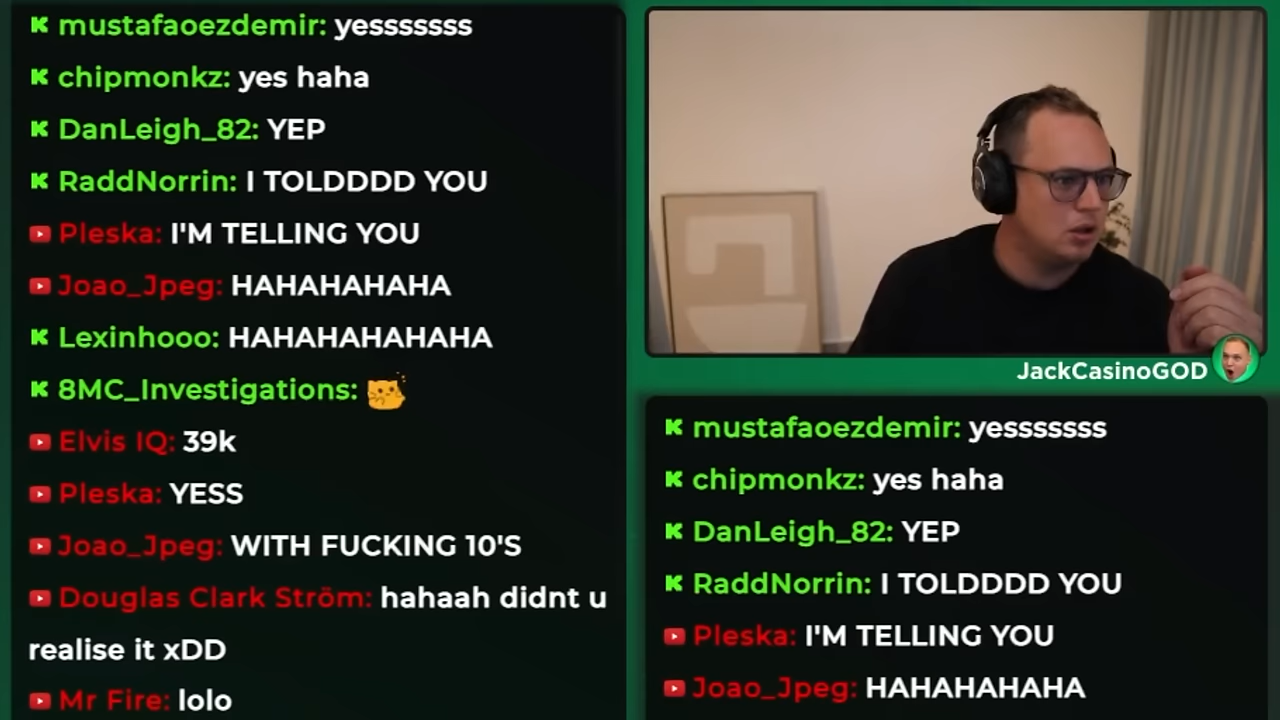 mustafaoezdemir: yesssssss
chipmonkz: yes haha
DanLeigh_82: YEP
RaddNorrin: I TOLDDDD YOU
Pleska: I'M TELLING YOU
Joao_Jpeg: HAHAHAHAHA
Lexinhooo: HAHAHAHAHAHA
8MC_Investigations:
Elvis IQ: 39k
Pleska: YESS
Joao_Jpeg: WITH FUCKING 10'S
Douglas Clark Ström: hahaah didnt u
realise it xDD
Mr Fire: lolo
JackCasinoGOD
mustafaoezdemir: yesssssss
chipmonkz: yes haha
DanLeigh_82: YEP
RaddNorrin: I TOLDDDD YOU
Pleska: I'M TELLING YOU
Joao_Jpeg: HAHAHAHAHA